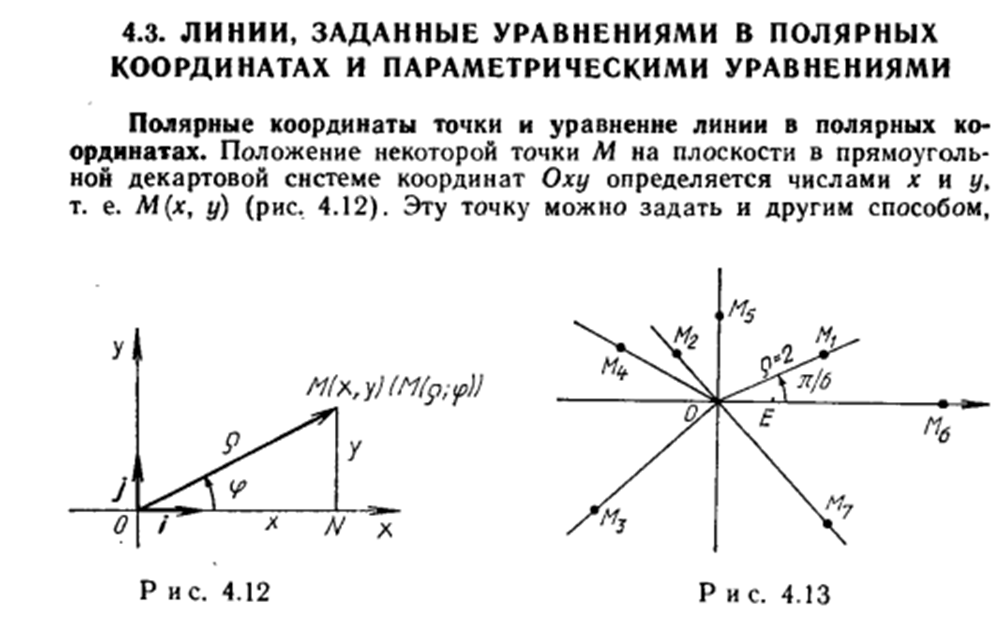 4.3. ЛИНИИ, ЗАДАННЫЕ УРАВНЕНИЯМИ В ПОЛЯРНЫХ
КООРДИНАТАХ И ПАРАМЕТРИЧЕСКИМИ УРАВНЕНИЯМИ
Полярные координаты точки и уравнение линии в полярных ко-
ординатах. Положение некоторой точки M на плоскости в прямоуголь-
ной декартовой системе координат Oxy определяется числами x и y,
т. е. M(x, y) (рис. 4.12). Эту точку можно задать и другим способом,
y
M(x,y)(M(ρ;φ))
ρ
y
j
φ
O
i
x
N
x
Рис. 4.12
M₅
M₂
M₁
M₄
ρ=2
π/6
O
E
M₆
M₃
M₇
Рис. 4.13